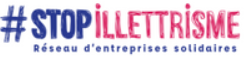 #STOPiLLETTRiSME
Réseau d'entreprises solidaires